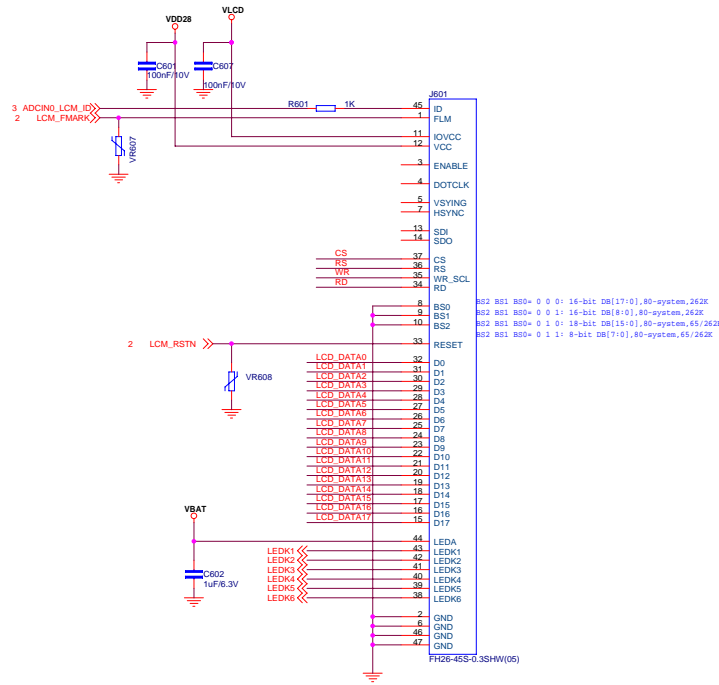 VLCD
VDD28
C601
100nF/10V
C607
100nF/10V
J601
3 ADCIN0_LCM_ID
R601 1K
45 ID
2 LCM_FMARK
1 FLM
VR607
11 IOVCC
12 VCC
3 ENABLE
4 DOTCLK
5 VSYING
7 HSYNC
13 SDI
14 SDO
CS 37 CS
RS 36 RS
WR 35 WR_SCL
RD 34 RD
8 BS0
BS2 BS1 BS0= 0 0 0: 16-bit DB[17:0],80-system,262K
9 BS1
BS2 BS1 BS0= 0 0 1: 16-bit DB[8:0],80-system,262K
10 BS2
BS2 BS1 BS0= 0 1 0: 18-bit DB[15:0],80-system,65/262K
BS2 BS1 BS0= 0 1 1: 8-bit DB[7:0],80-system,65/262K
2 LCM_RSTN
33 RESET
VR608
LCD_DATA0 32 D0
LCD_DATA1 31 D1
LCD_DATA2 30 D2
LCD_DATA3 29 D3
LCD_DATA4 28 D4
LCD_DATA5 27 D5
LCD_DATA6 26 D6
LCD_DATA7 25 D7
LCD_DATA8 24 D8
LCD_DATA9 23 D9
LCD_DATA10 22 D10
LCD_DATA11 21 D11
LCD_DATA12 20 D12
LCD_DATA13 19 D13
LCD_DATA14 18 D14
LCD_DATA15 17 D15
LCD_DATA16 16 D16
LCD_DATA17 15 D17
VBAT
44 LEDA
LEDK1 43 LEDK1
LEDK2 42 LEDK2
LEDK3 41 LEDK3
LEDK4 40 LEDK4
LEDK5 39 LEDK5
LEDK6 38 LEDK6
C602
1uF/6.3V
2 GND
6 GND
46 GND
47 GND
FH26-45S-0.3SHW(05)